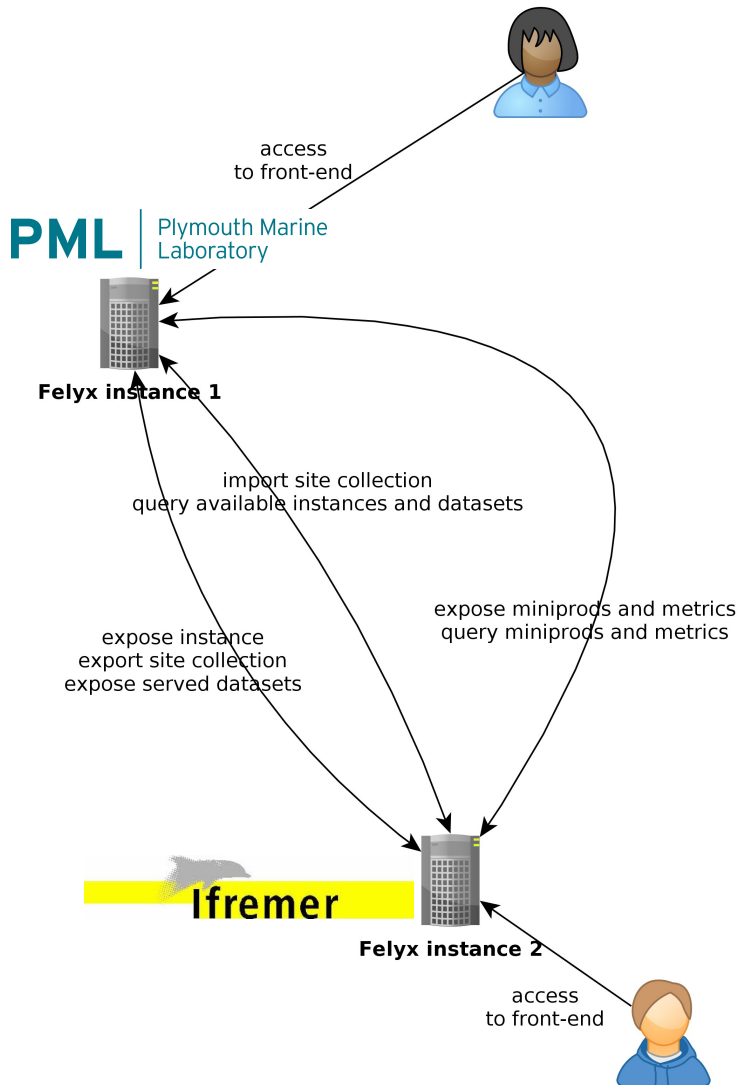 access
to front-end
PML
Plymouth Marine
Laboratory
Felyx instance 1
import site collection
query available instances and datasets
expose miniprods and metrics
query miniprods and metrics
expose instance
export site collection
expose served datasets
Ifremer
Felyx instance 2
access
to front-end